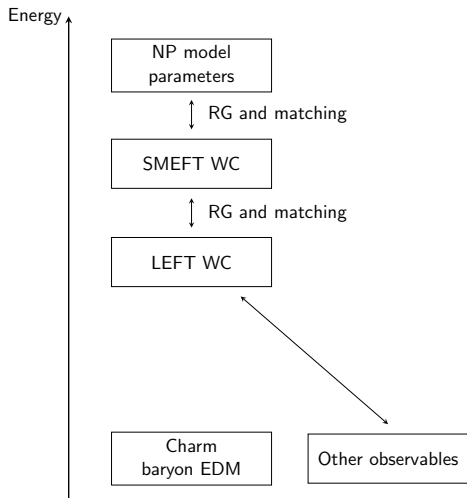 Energy
NP model
parameters
RG and matching
SMEFT WC
RG and matching
LEFT WC
Charm
baryon EDM
Other observables